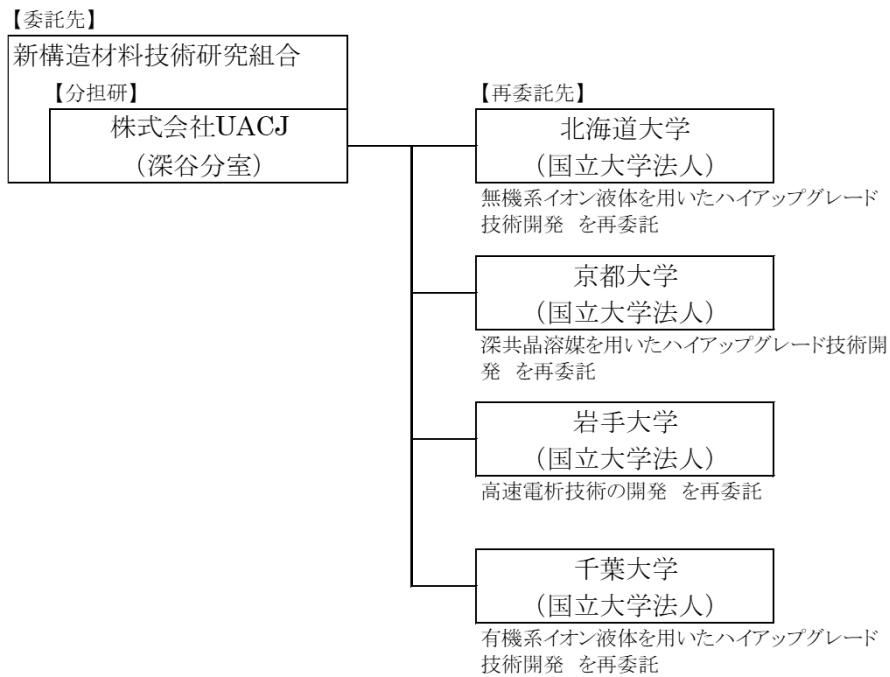 【委託先】
新構造材料技術研究組合
【分担研】
株式会社UACJ
（深谷分室）
【再委託先】
北海道大学
（国立大学法人）
無機系イオン液体を用いたハイアップグレード
技術開発　を再委託
京都大学
（国立大学法人）
深共晶溶媒を用いたハイアップグレード技術開
発　を再委託
岩手大学
（国立大学法人）
高速電析技術の開発　を再委託
千葉大学
（国立大学法人）
有機系イオン液体を用いたハイアップグレード
技術開発　を再委託